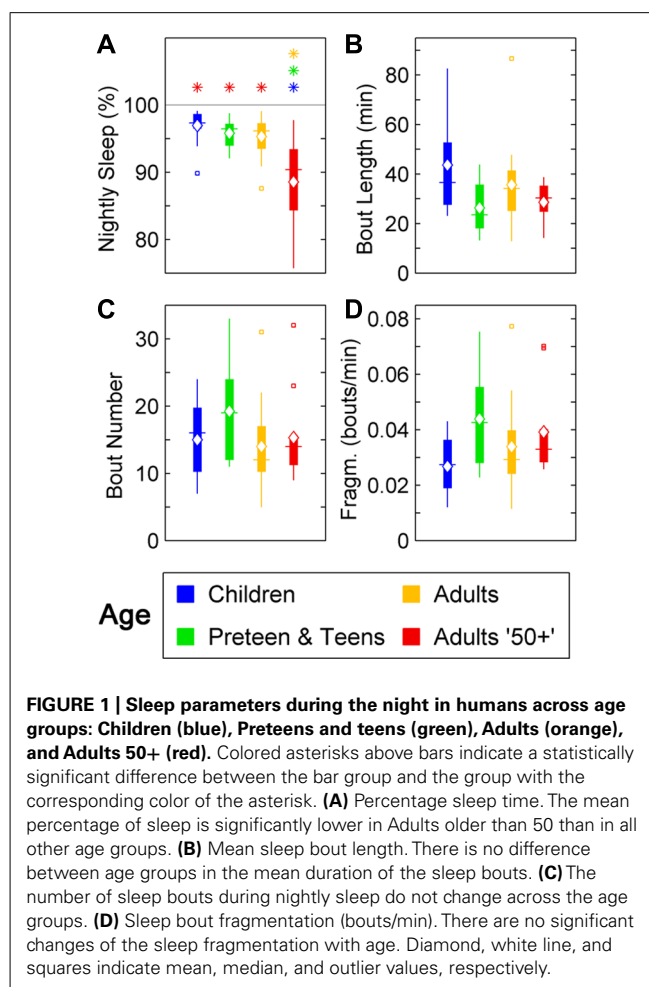 A
Nightly Sleep (%)
100
90
80
B
Bout Length (min)
80
60
40
20
0
C
Bout Number
30
20
10
0
D
Fragm. (bouts/min)
0.08
0.06
0.04
0.02
0
Age
Children
Adults
Preteen & Teens
Adults '50+'
FIGURE 1 | Sleep parameters during the night in humans across age
groups: Children (blue), Preteens and teens (green), Adults (orange),
and Adults 50+ (red). Colored asterisks above bars indicate a statistically
significant difference between the bar group and the group with the
corresponding color of the asterisk. (A) Percentage sleep time. The mean
percentage of sleep is significantly lower in Adults older than 50 than in all
other age groups. (B) Mean sleep bout length. There is no difference
between age groups in the mean duration of the sleep bouts. (C) The
number of sleep bouts during nightly sleep do not change across the age
groups. (D) Sleep bout fragmentation (bouts/min). There are no significant
changes of the sleep fragmentation with age. Diamond, white line, and
squares indicate mean, median, and outlier values, respectively.